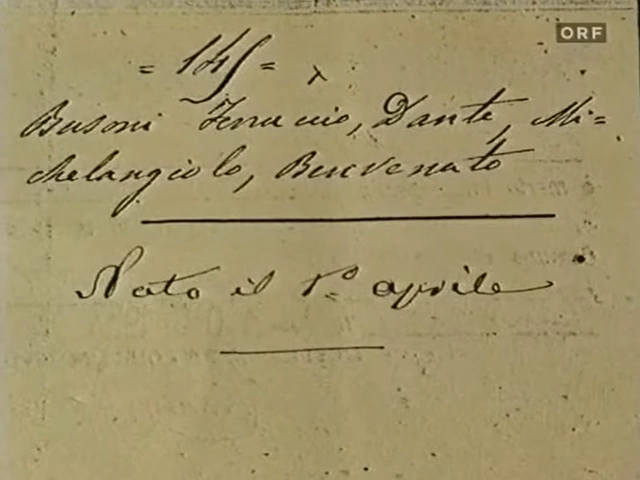 ORF
= 145 =
Busoni Ferruccio, Dante, Mi=
chelangiolo, Benvenuto
Nato il 1.º aprile